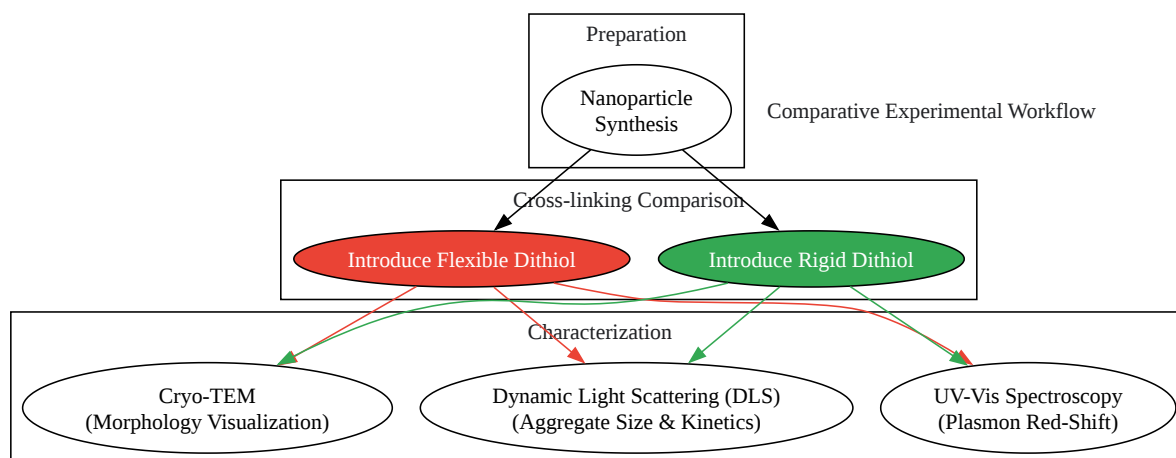 Preparation
Nanoparticle
Synthesis
Comparative Experimental Workflow
Cross-linking Comparison
Introduce Flexible Dithiol
Introduce Rigid Dithiol
Characterization
Cryo-TEM
(Morphology Visualization)
Dynamic Light Scattering (DLS)
(Aggregate Size & Kinetics)
UV-Vis Spectroscopy
(Plasmon Red-Shift)